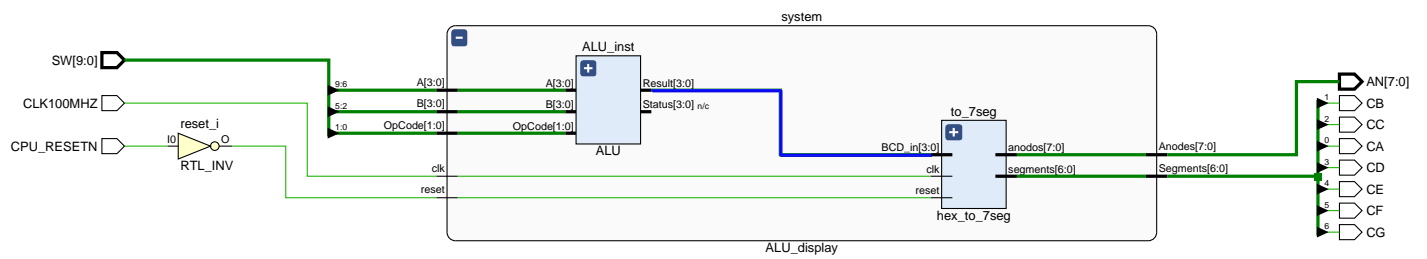 system
ALU_inst
SW[9:0]
9:6
A[3:0]
A[3:0]
Result[3:0]
AN[7:0]
CLK100MHZ
5:2
B[3:0]
B[3:0]
Status[3:0] n/c
1
CB
reset_i
to_7seg
2
CC
1:0
OpCode[1:0]
OpCode[1:0]
CPU_RESETN
I0
O
ALU
BCD_in[3:0]
anodos[7:0]
Anodes[7:0]
0
CA
RTL_INV
clk
clk
segments[6:0]
Segments[6:0]
3
CD
reset
reset
4
CE
hex_to_7seg
5
CF
6
CG
ALU_display